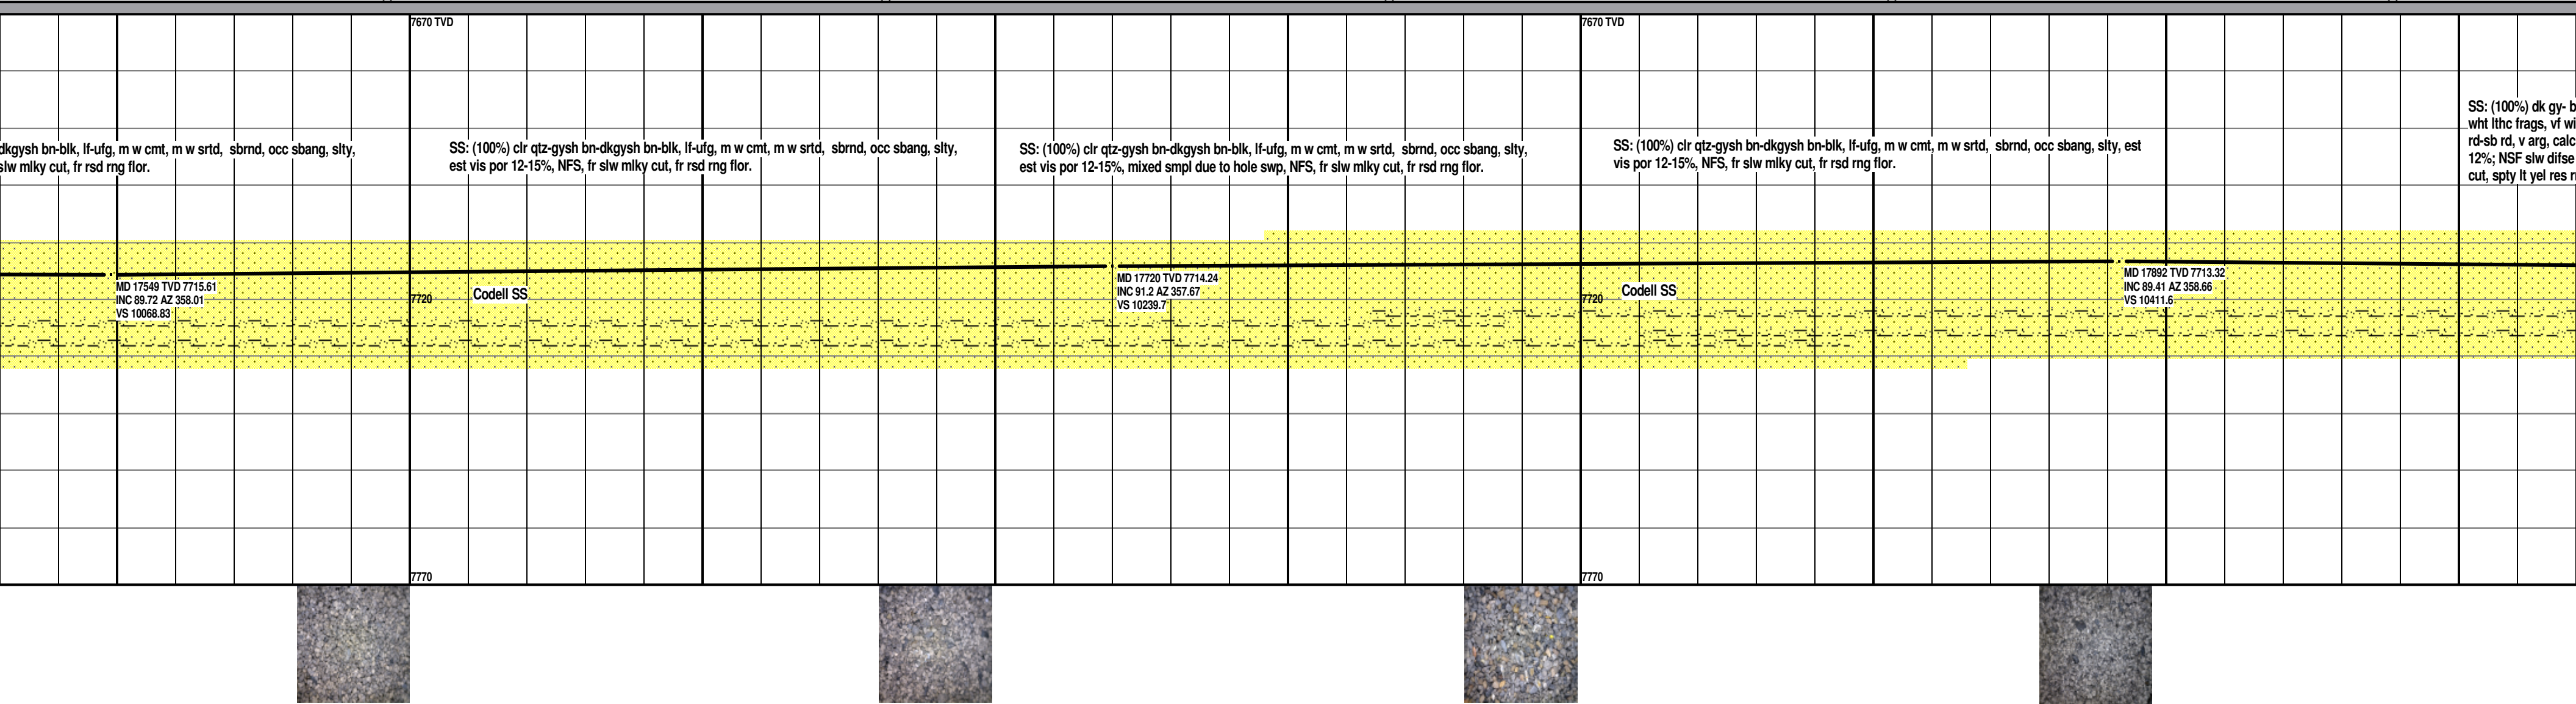 7670 TVD
7670 TVD
dkgysh bn-blk, lf-ufg, m w cmt, m w srtd, sbrnd, occ sbang, slty,
slw mlky cut, fr rsd rng flor.
SS: (100%) clr qtz-gysh bn-dkgysh bn-blk, lf-ufg, m w cmt, m w srtd, sbrnd, occ sbang, slty,
est vis por 12-15%, NFS, fr slw mlky cut, fr rsd rng flor.
SS: (100%) clr qtz-gysh bn-dkgysh bn-blk, lf-ufg, m w cmt, m w srtd, sbrnd, occ sbang, slty,
est vis por 12-15%, mixed smpl due to hole swp, NFS, fr slw mlky cut, fr rsd rng flor.
SS: (100%) clr qtz-gysh bn-dkgysh bn-blk, lf-ufg, m w cmt, m w srtd, sbrnd, occ sbang, slty, est
vis por 12-15%, NFS, fr slw mlky cut, fr rsd rng flor.
SS: (100%) dk gy- b
wht lthc frags, vf wi
rd-sb rd, v arg, calc
12%; NSF slw difse
cut, spty lt yel res r
MD 17549 TVD 7715.61
INC 89.72 AZ 358.01
VS 10068.83
7720
Codell SS
MD 17720 TVD 7714.24
INC 91.2 AZ 357.67
VS 10239.7
7720
Codell SS
MD 17892 TVD 7713.32
INC 89.41 AZ 358.66
VS 10411.6
7770
7770